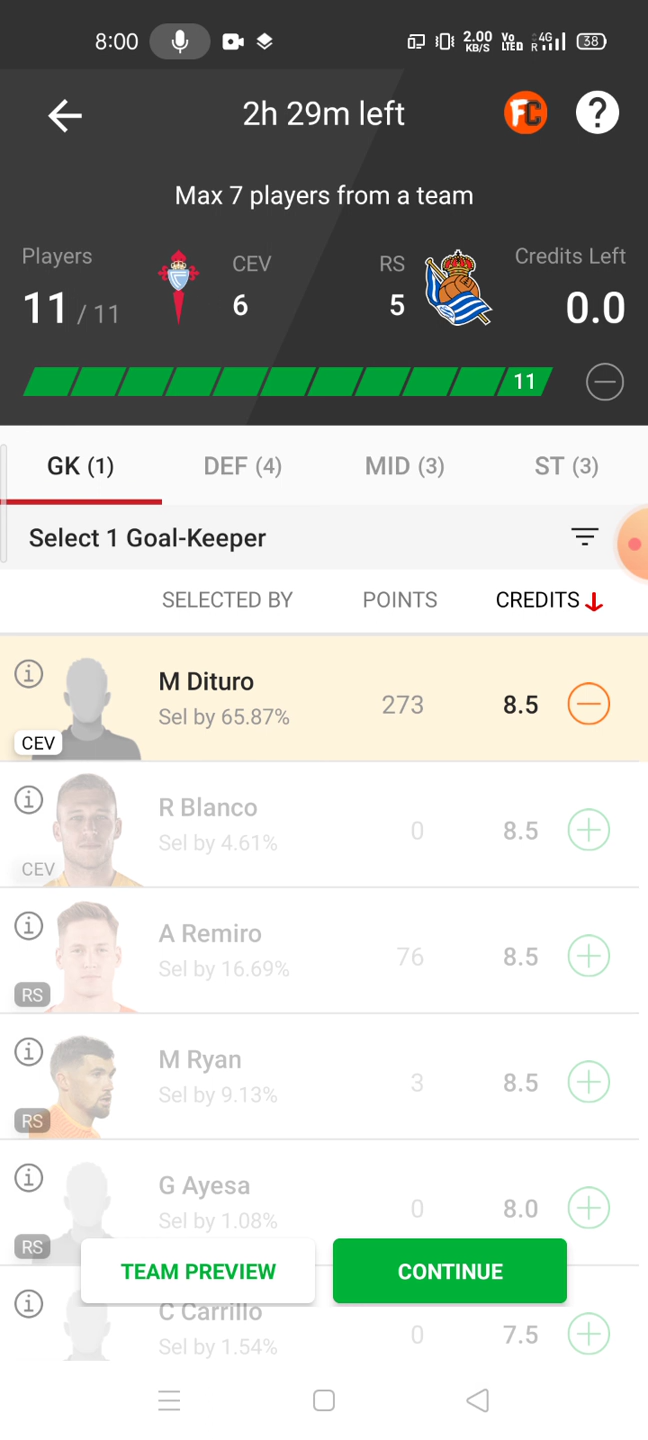 8:00 2.00 KB/S Vo LTED 4G R 38
2h 29m left FC ?
Max 7 players from a team
Players CEV RS Credits Left
11 / 11 6 5 0.0
11
GK (1) DEF (4) MID (3) ST (3)
Select 1 Goal-Keeper
SELECTED BY POINTS CREDITS
M Dituro
Sel by 65.87% 273 8.5
CEV
R Blanco
Sel by 4.61% 0 8.5
CEV
A Remiro
Sel by 16.69% 76 8.5
RS
M Ryan
Sel by 9.13% 3 8.5
RS
G Ayesa
Sel by 1.08% 0 8.0
RS
TEAM PREVIEW CONTINUE
C Carrillo
Sel by 1.54% 0 7.5